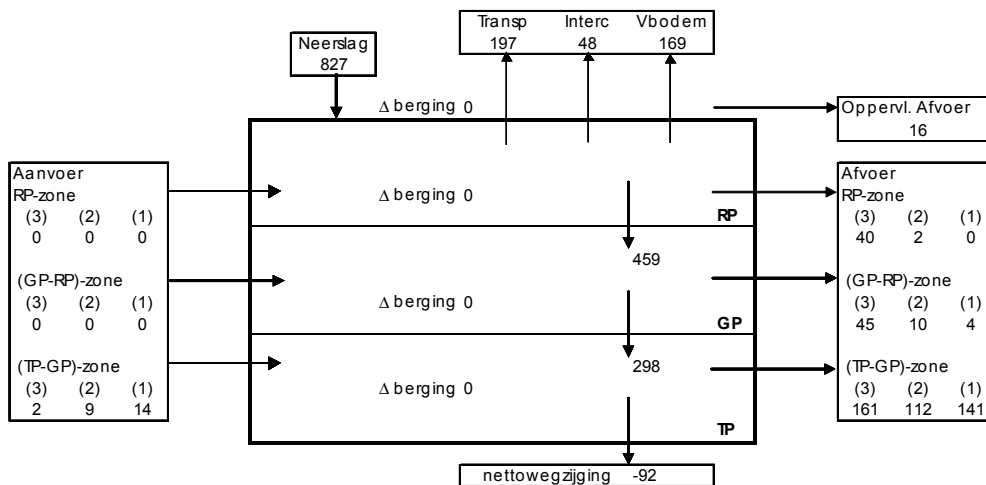 Transp Interc Vbodem
197 48 169
Neerslag
827
Δ berging 0
Oppervl. Afvoer
16
Aanvoer
RP-zone
(3) (2) (1)
0 0 0
(GP-RP)-zone
(3) (2) (1)
0 0 0
(TP-GP)-zone
(3) (2) (1)
2 9 14
Δ berging 0
RP
459
Δ berging 0
GP
298
Δ berging 0
TP
Afvoer
RP-zone
(3) (2) (1)
40 2 0
(GP-RP)-zone
(3) (2) (1)
45 10 4
(TP-GP)-zone
(3) (2) (1)
161 112 141
nettowegzijging -92